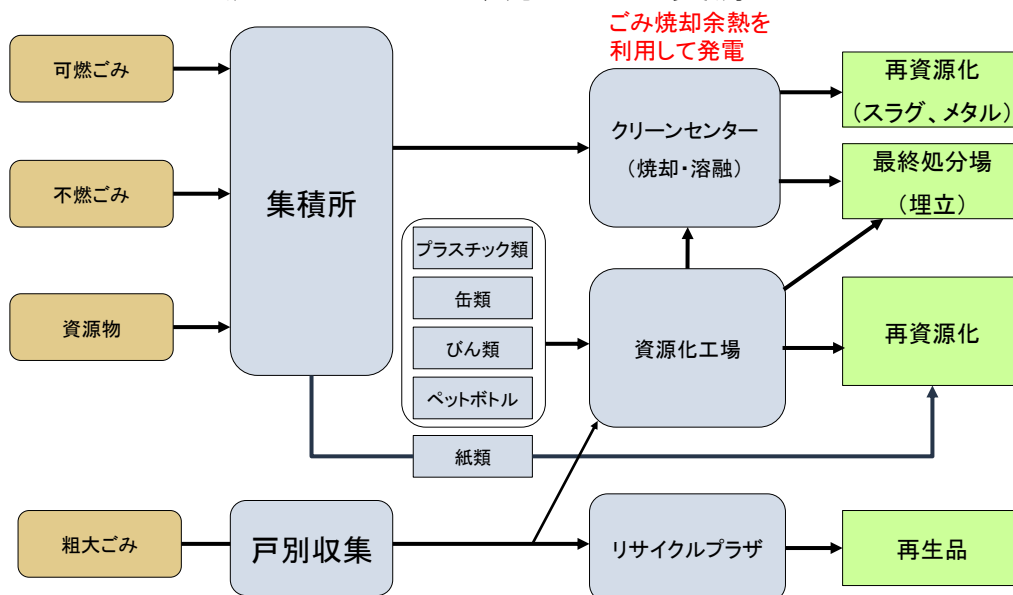 ごみ焼却余熱を
利用して発電
可燃ごみ
不燃ごみ
資源物
粗大ごみ
集積所
戸別収集
プラスチック類
缶類
びん類
ペットボトル
紙類
クリーンセンター
（焼却・溶融）
資源化工場
リサイクルプラザ
再資源化
（スラグ、メタル）
最終処分場
（埋立）
再資源化
再生品